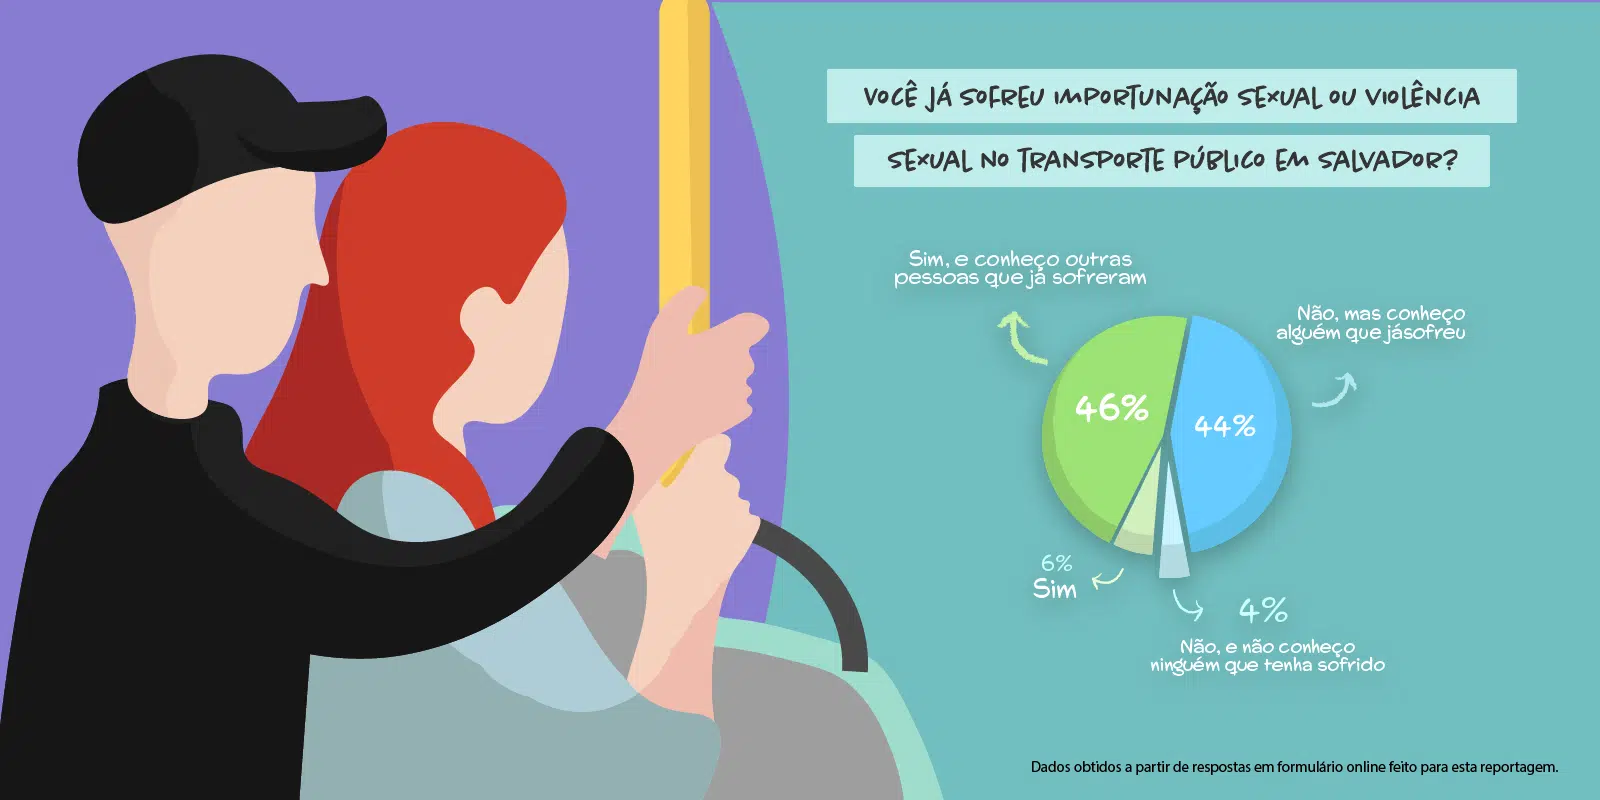 VOCÊ JÁ SOFREU IMPORTUNAÇÃO SEXUAL OU VIOLÊNCIA
SEXUAL NO TRANSPORTE PÚBLICO EM SALVADOR?
Sim, e conheço outras
pessoas que já sofreram
Não, mas conheço
alguém que jásofreu
46%
44%
6%
Sim
4%
Não, e não conheço
ninguém que tenha sofrido
Dados obtidos a partir de respostas em formulário online feito para esta reportagem.